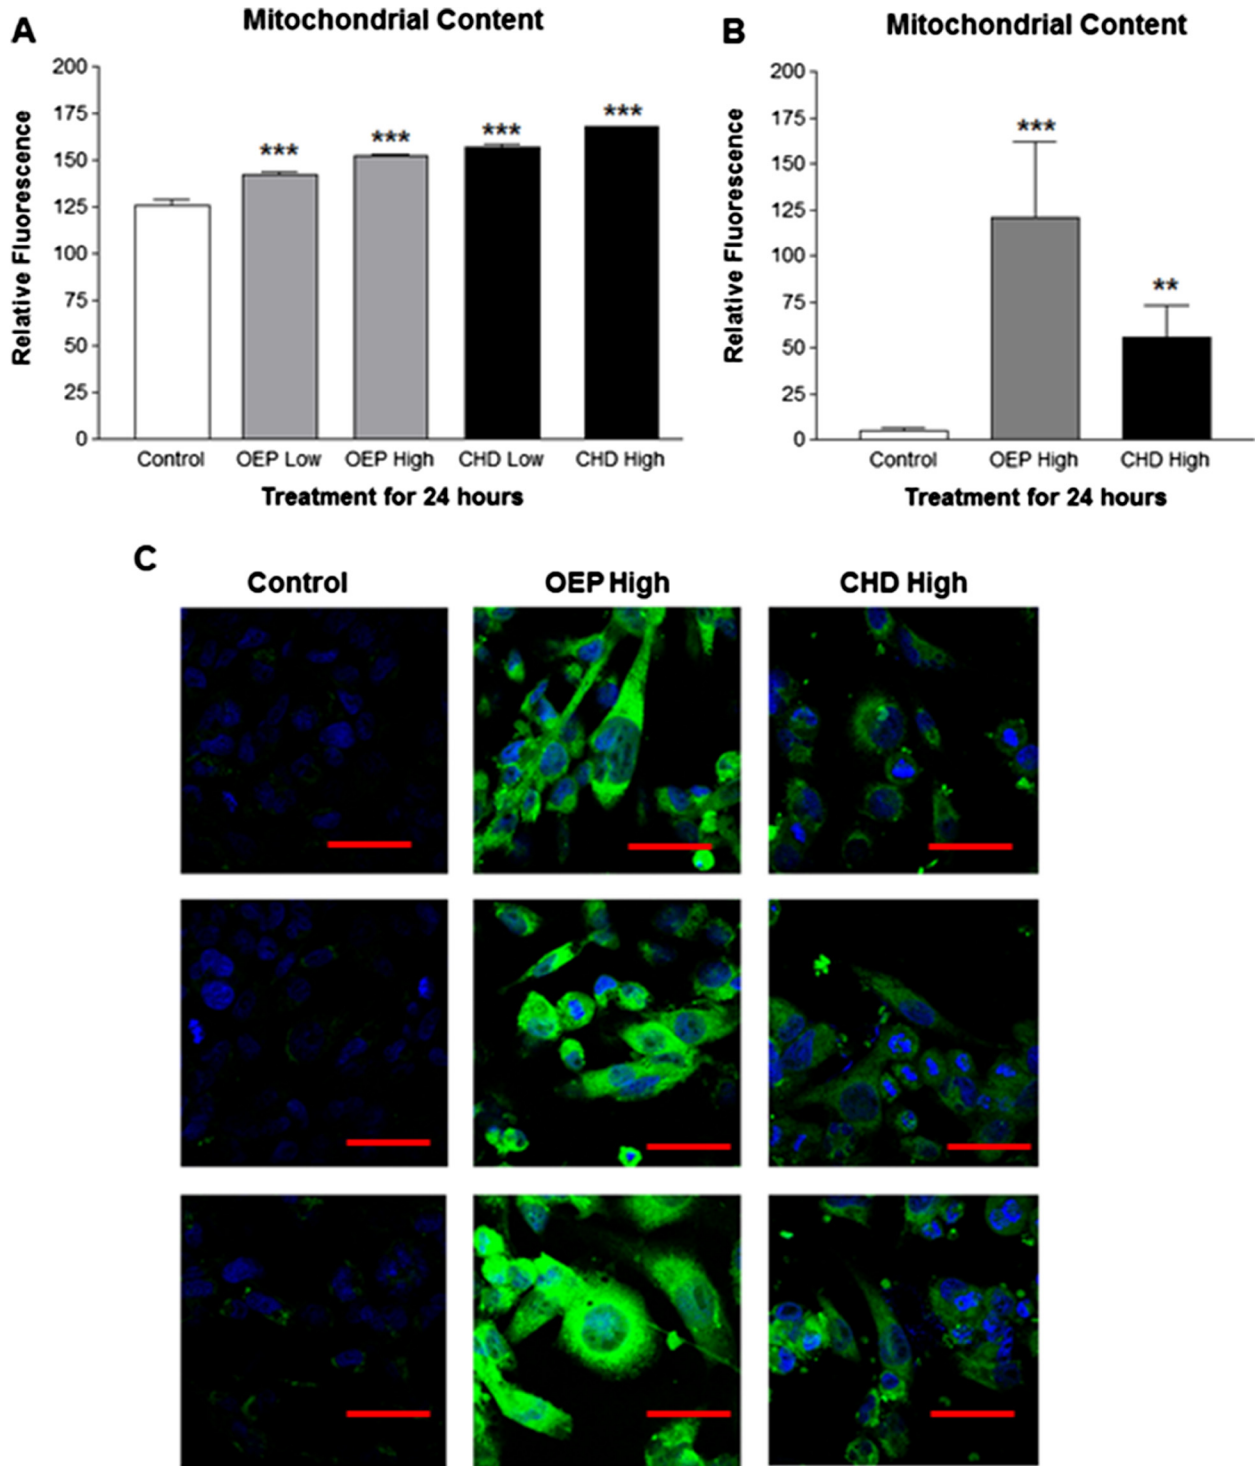 A
Mitochondrial Content
200
175
150
125
100
75
50
25
0
Relative Fluorescence
***
***
***
***
Control
OEP Low
OEP High
CHD Low
CHD High
Treatment for 24 hours
B
Mitochondrial Content
200
175
150
125
100
75
50
25
0
Relative Fluorescence
***
**
Control
OEP High
CHD High
Treatment for 24 hours
C
Control
OEP High
CHD High